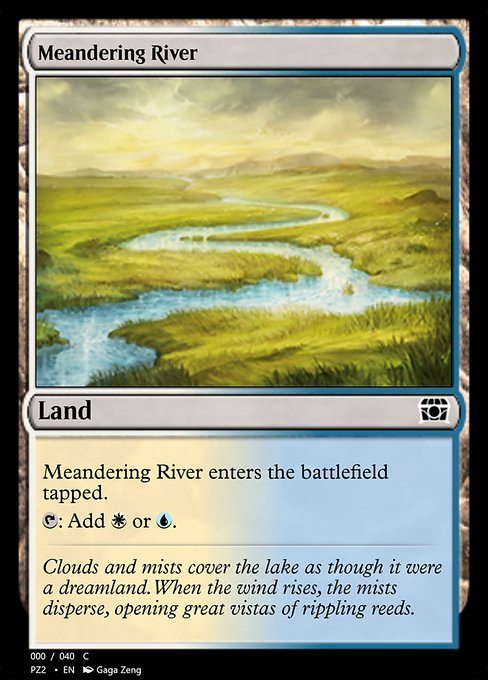 Meandering River
Land
Meandering River enters the battlefield
tapped.
: Add or .
Clouds and mists cover the lake as though it were
a dreamland. When the wind rises, the mists
disperse, opening great vistas of rippling reeds.
000 / 040 C
PZ2 • EN Gaga Zeng